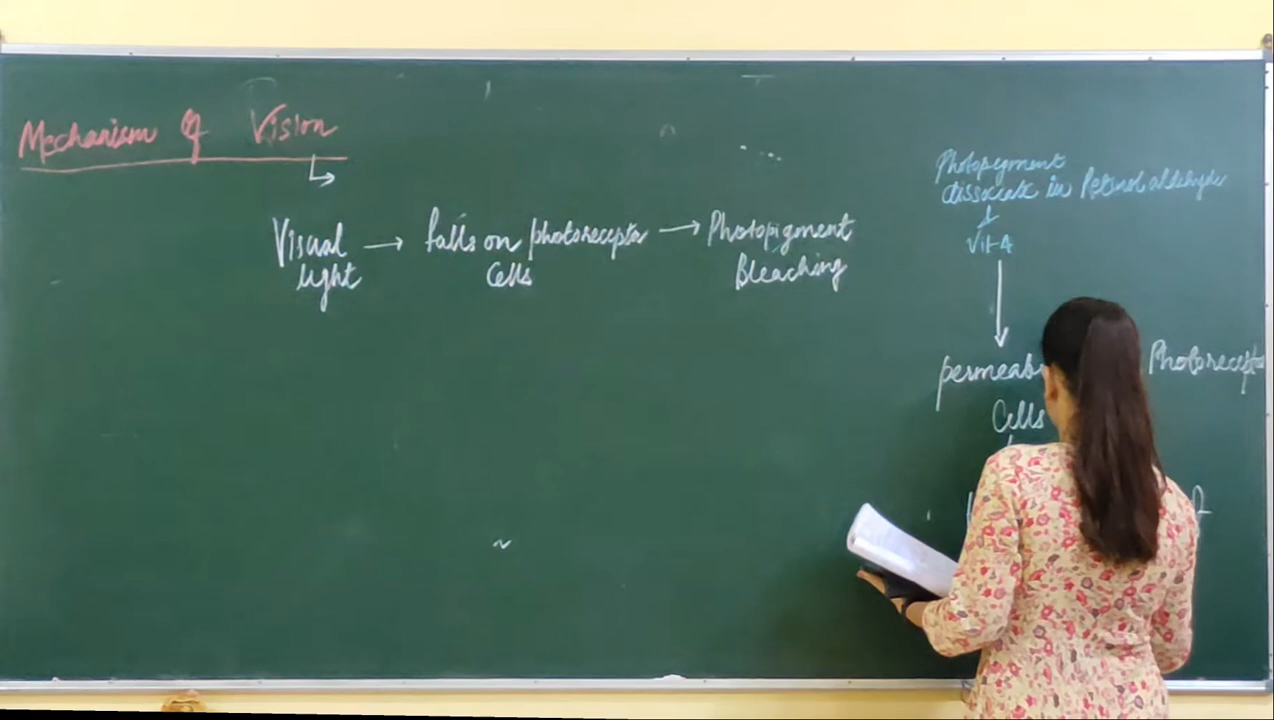 Mechanism of Vision
Visual → falls on photoreceptor → Photopigment
light Cells Bleaching
Photopigment
dissociate in Retinol aldehyde
↓
Vit-A
↓
permeab Photoreceptor
Cells